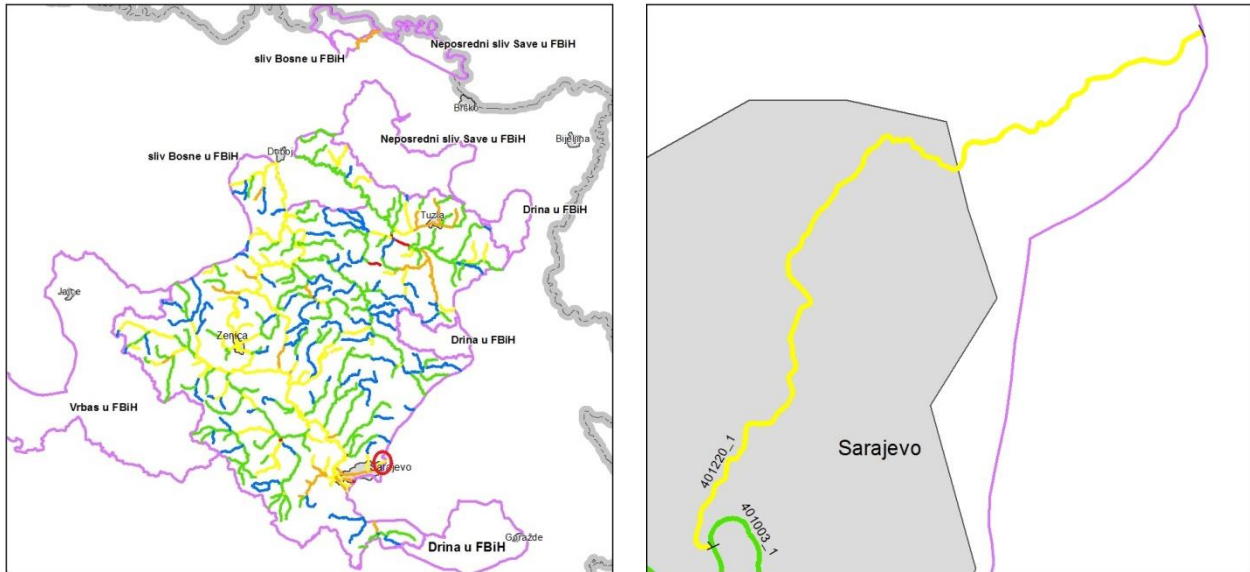 Neposredni sliv Save u FBiH
sliv Bosne u FBiH
Brčko
Bijeljina
Neposredni sliv Save u FBiH
Doboj
sliv Bosne u FBiH
Drina u FBiH
Tuzla
Jajce
Zenica
Drina u FBiH
Vrbas u FBiH
Sarajevo
Goražde
Drina u FBiH
Sarajevo
401220_1
401003_1